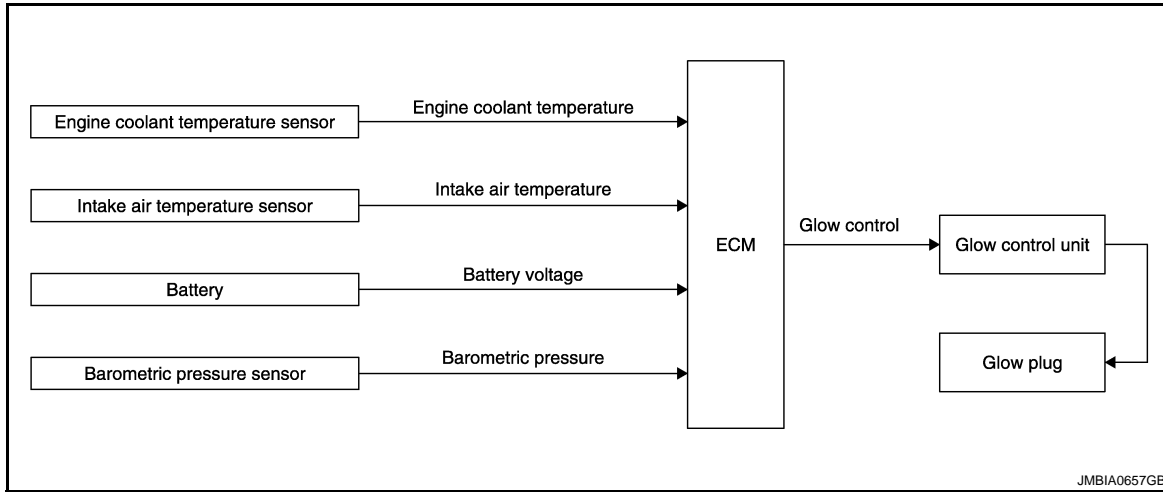 Engine coolant temperature sensor
Engine coolant temperature
Intake air temperature sensor
Intake air temperature
Battery
Battery voltage
Barometric pressure sensor
Barometric pressure
ECM
Glow control
Glow control unit
Glow plug
JMBIA0657GB